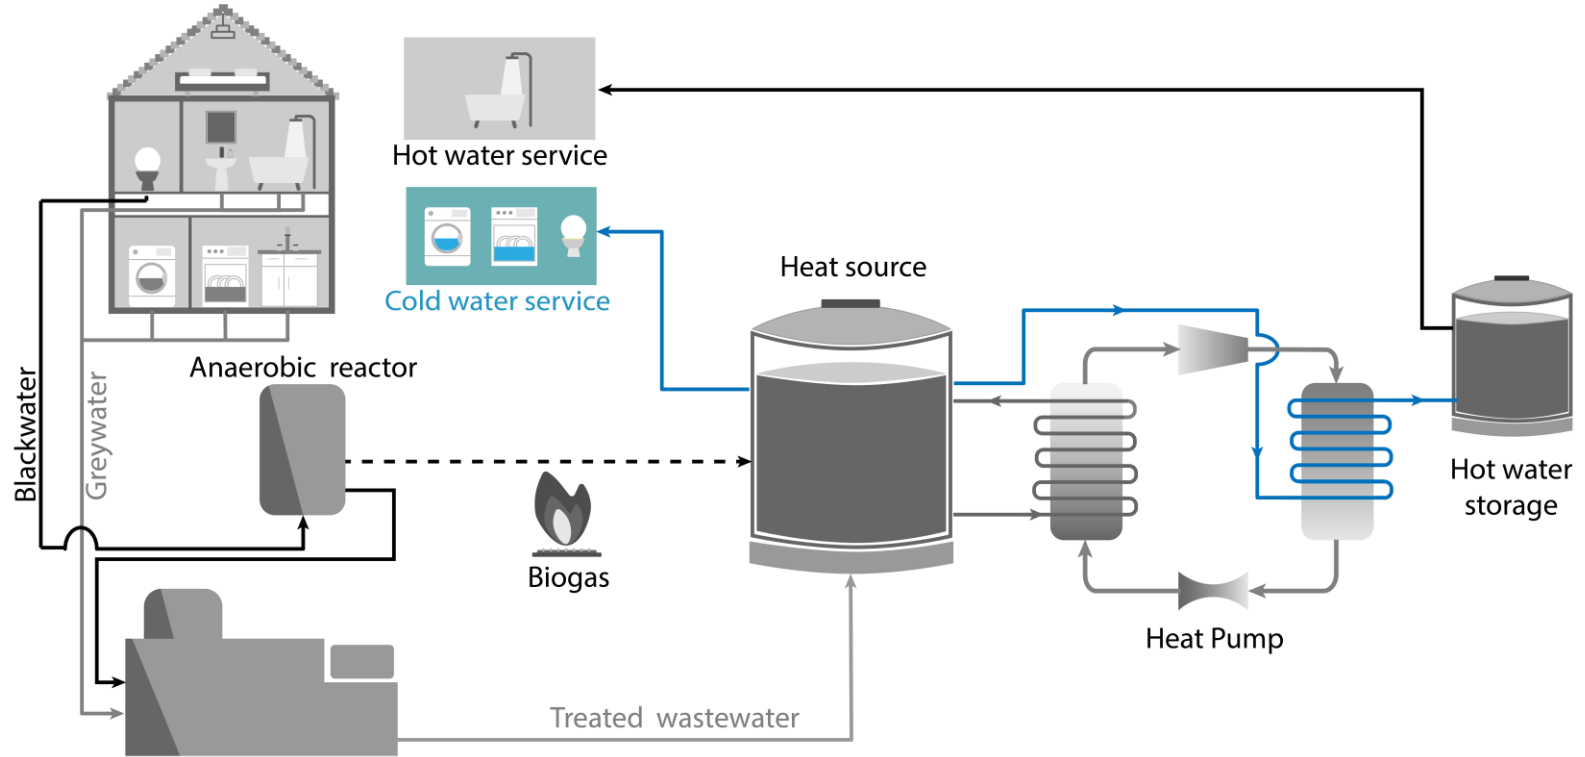 Hot water service
Cold water service
Heat source
Anaerobic reactor
Blackwater
Greywater
Biogas
Hot water
storage
Heat Pump
Treated wastewater